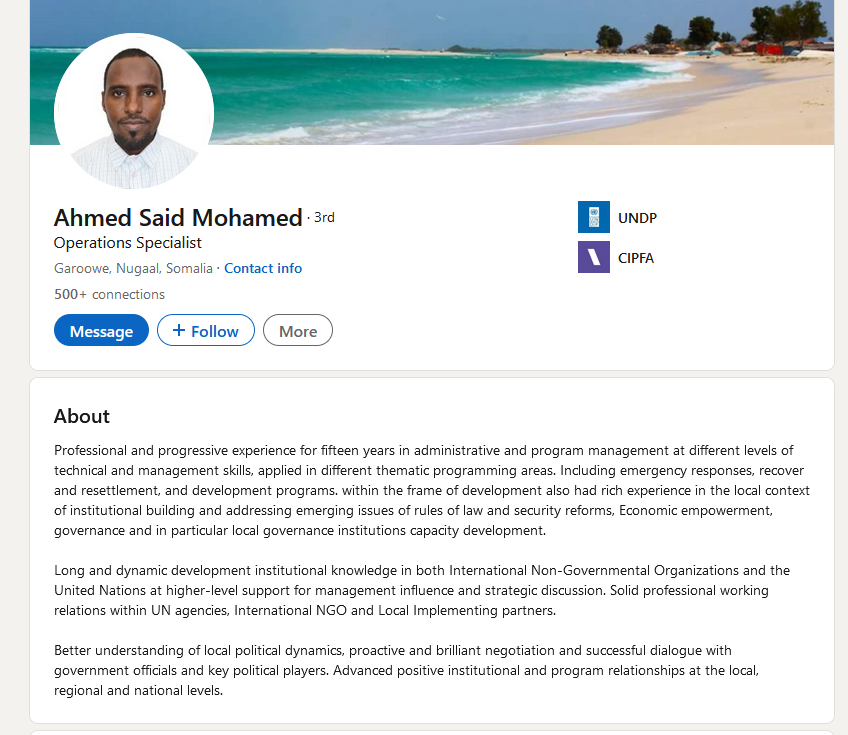 Ahmed Said Mohamed · 3rd
Operations Specialist
Garoowe, Nugaal, Somalia · Contact info
500+ connections
Message
+ Follow
More
UNDP
CIPFA
About
Professional and progressive experience for fifteen years in administrative and program management at different levels of
technical and management skills, applied in different thematic programming areas. Including emergency responses, recover
and resettlement, and development programs. within the frame of development also had rich experience in the local context
of institutional building and addressing emerging issues of rules of law and security reforms, Economic empowerment,
governance and in particular local governance institutions capacity development.
Long and dynamic development institutional knowledge in both International Non-Governmental Organizations and the
United Nations at higher-level support for management influence and strategic discussion. Solid professional working
relations within UN agencies, International NGO and Local Implementing partners.
Better understanding of local political dynamics, proactive and brilliant negotiation and successful dialogue with
government officials and key political players. Advanced positive institutional and program relationships at the local,
regional and national levels.